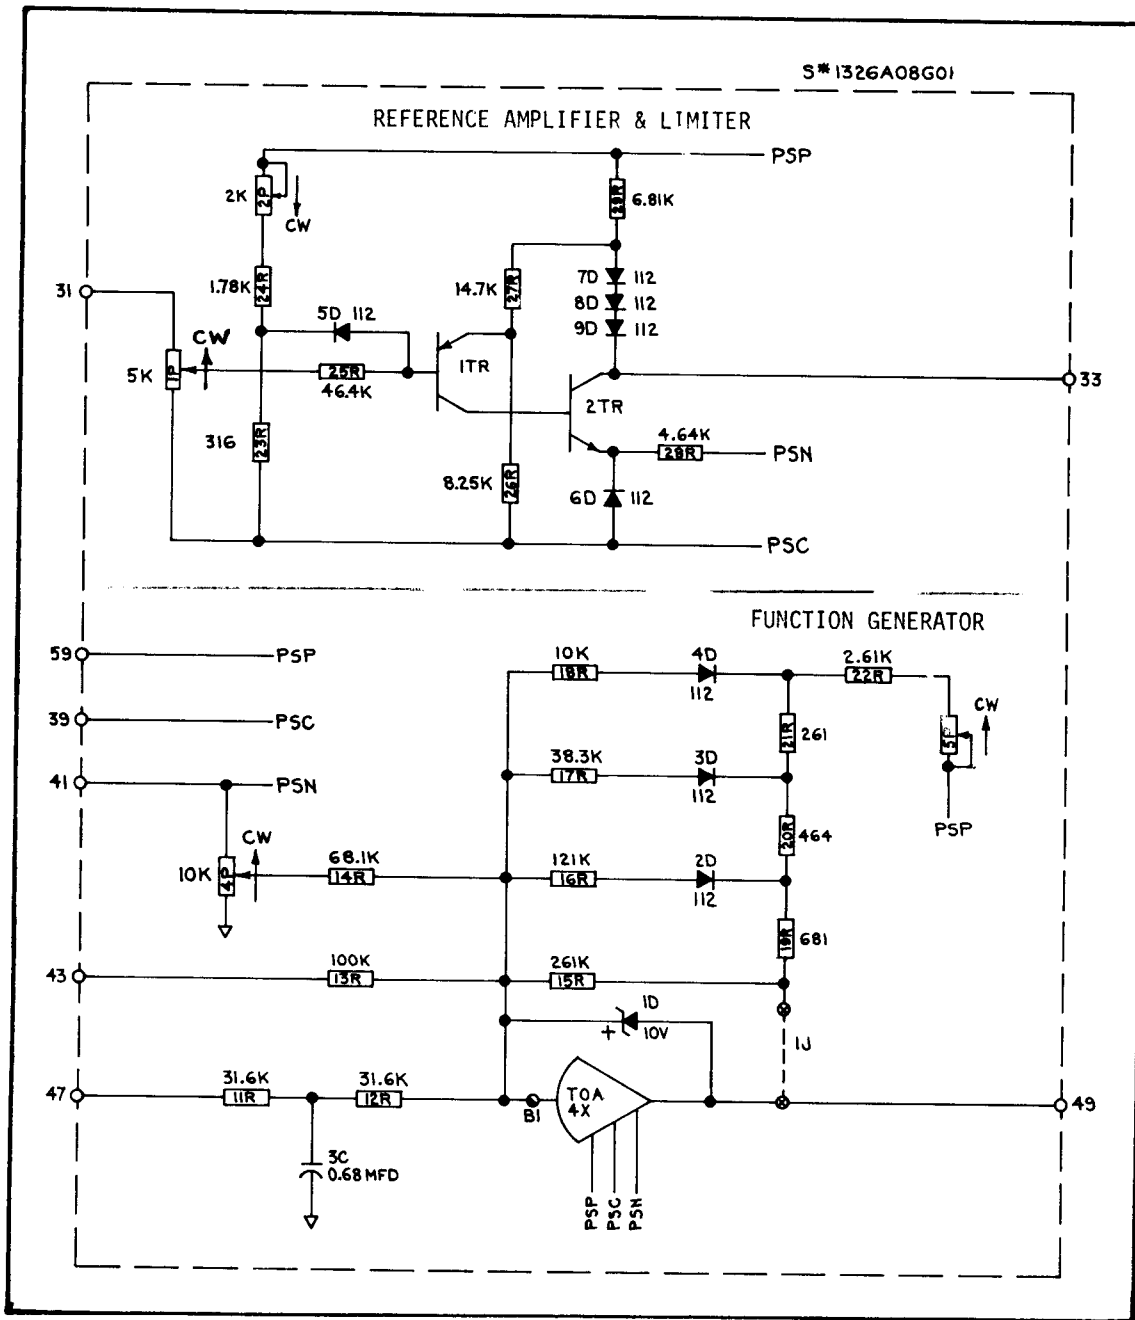 S*1326A08G01
REFERENCE AMPLIFIER & LIMITER
PSP
2K
2P
CW
29R
6.81K
1.78K
24R
14.7K
27R
7D 112
8D 112
9D 112
31
5D 112
CW
5K
1P
25R
46.4K
1TR
2TR
33
316
23R
8.25K
26R
4.64K
28R
PSN
6D 112
PSC
FUNCTION GENERATOR
59
PSP
10K
18R
4D
112
2.61K
22R
39
PSC
21R
261
5P
CW
41
PSN
38.3K
17R
3D
112
20R
464
PSP
CW
10K
4P
68.1K
14R
121K
16R
2D
112
19R
681
43
100K
13R
261K
15R
1D
+
10V
1J
47
31.6K
11R
31.6K
12R
B1
TOA
4X
49
3C
0.68 MFD
PSP
PSC
PSN